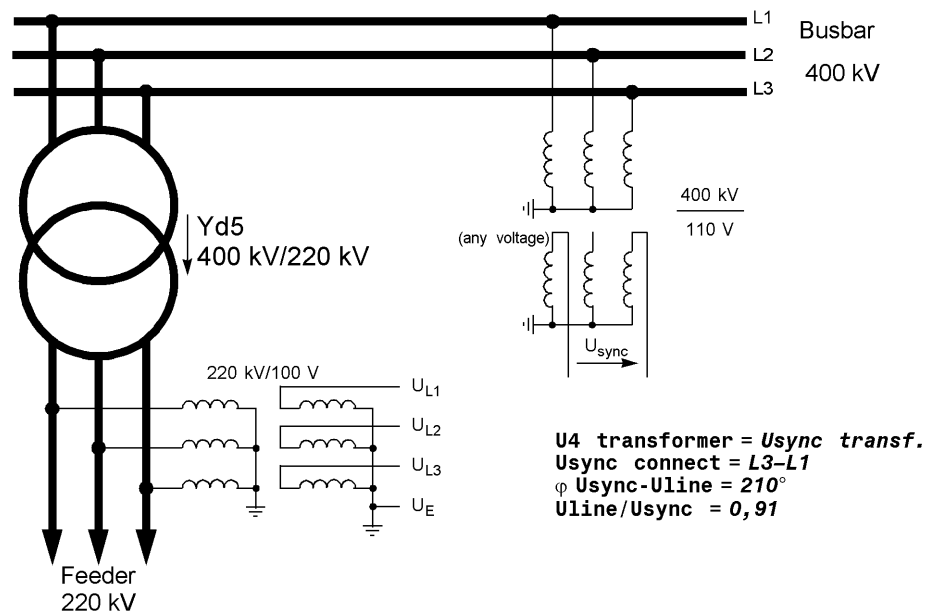 L1
L2
L3
Busbar
400 kV
Yd5
400 kV/220 kV
400 kV
110 V
(any voltage)
Usync
220 kV/100 V
UL1
UL2
UL3
UE
U4 transformer = Usync transf.
Usync connect = L3–L1
φ Usync-Uline = 210°
Uline/Usync = 0,91
Feeder
220 kV